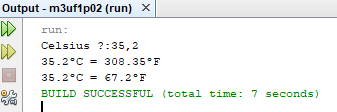 Output - m3uf1p02 (run) ×
run:
Celsius ?:35,2
35.2°C = 308.35°F
35.2°C = 67.2°F
BUILD SUCCESSFUL (total time: 7 seconds)